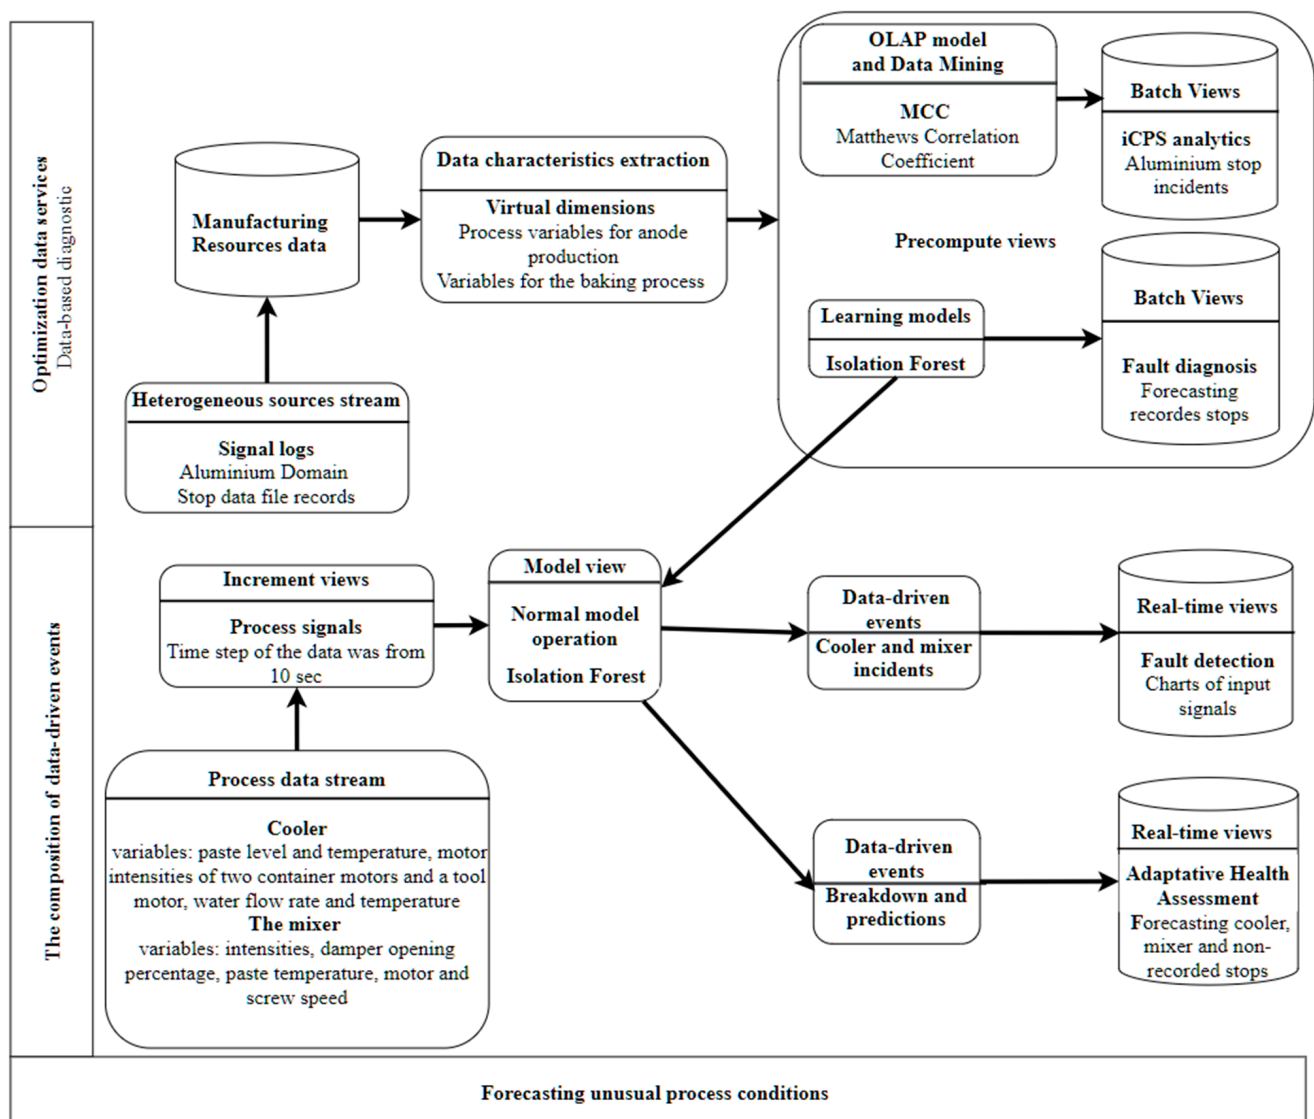 Optimization data services
Data-based diagnostic
Heterogeneous sources stream
Signal logs
Aluminium Domain
Stop data file records
Manufacturing
Resources data
Data characteristics extraction
Virtual dimensions
Process variables for anode
production
Variables for the baking process
OLAP model
and Data Mining
MCC
Matthews Correlation
Coefficient
Batch Views
iCPS analytics
Aluminium stop
incidents
Precompute views
Learning models
Isolation Forest
Batch Views
Fault diagnosis
Forecasting
recordes stops
The composition of data-driven events
Process data stream
Cooler
variables: paste level and temperature, motor
intensities of two container motors and a tool
motor, water flow rate and temperature
The mixer
variables: intensities, damper opening
percentage, paste temperature, motor and
screw speed
Increment views
Process signals
Time step of the data was from
10 sec
Model view
Normal model
operation
Isolation Forest
Data-driven
events
Cooler and mixer
incidents
Real-time views
Fault detection
Charts of input
signals
Data-driven
events
Breakdown and
predictions
Real-time views
Adaptative Health
Assessment
Forecasting cooler,
mixer and non-
recorded stops
Forecasting unusual process conditions